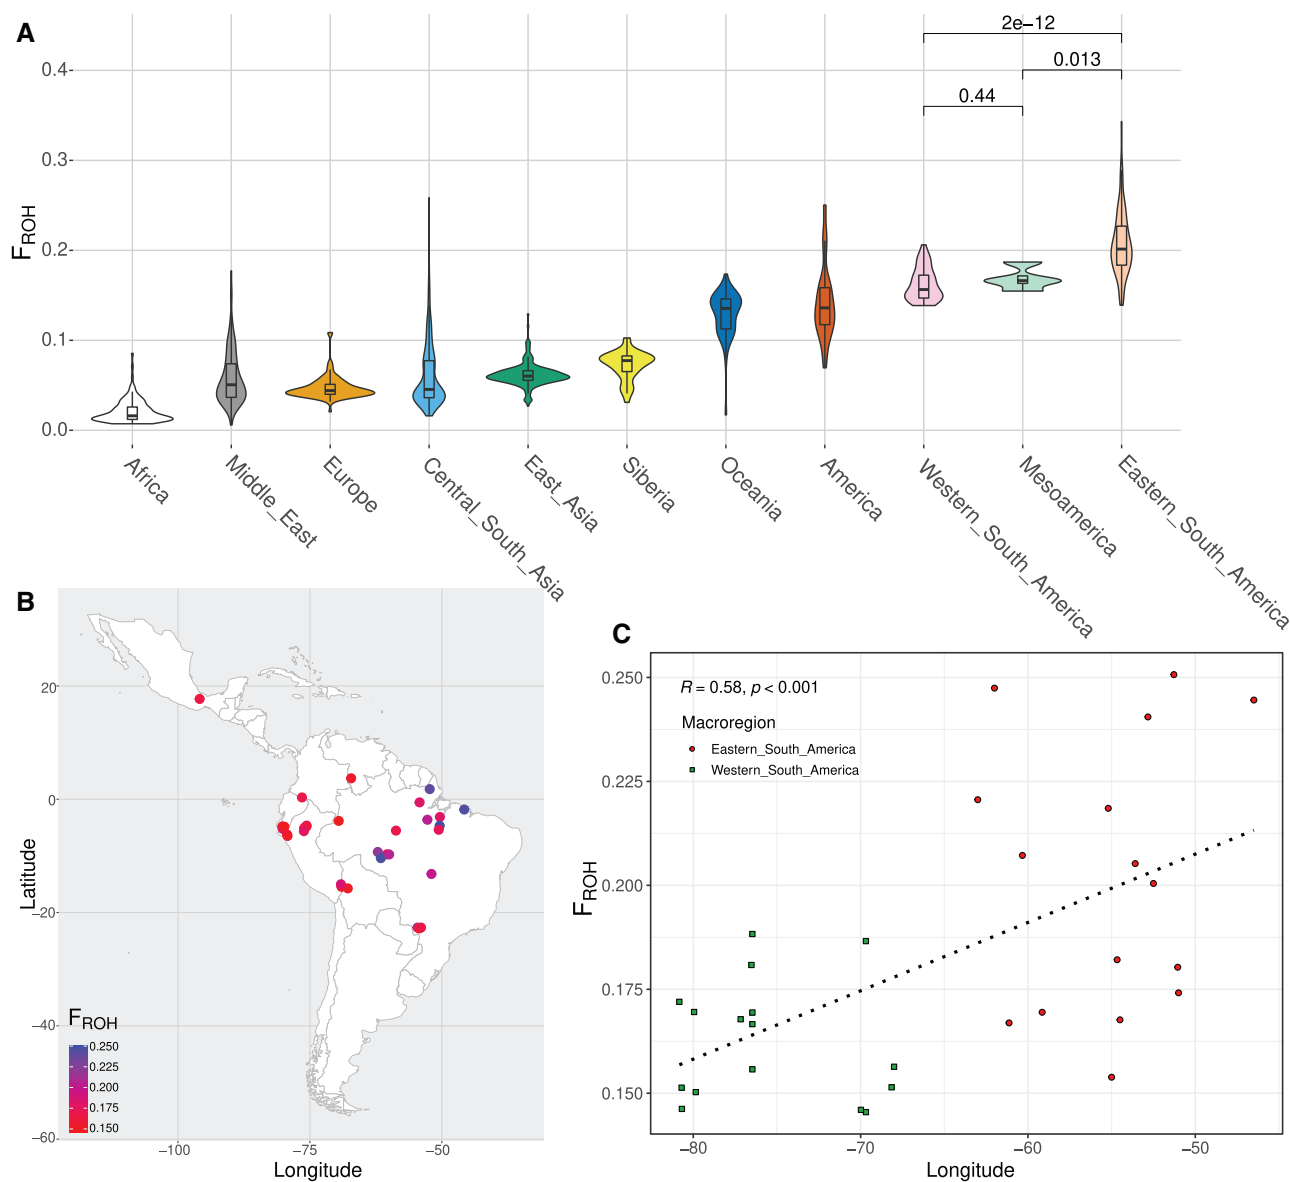 A
2e−12
0.013
0.44
0.4
0.3
0.2
0.1
0.0
FROH
Africa
Middle_East
Europe
Central_South_Asia
East_Asia
Siberia
Oceania
America
Western_South_America
Mesoamerica
Eastern_South_America
B
20
0
−20
−40
−60
Latitude
−100
−75
−50
Longitude
FROH
0.250
0.225
0.200
0.175
0.150
C
R = 0.58, p < 0.001
Macroregion
Eastern_South_America
Western_South_America
0.250
0.225
0.200
0.175
0.150
FROH
−80
−70
−60
−50
Longitude